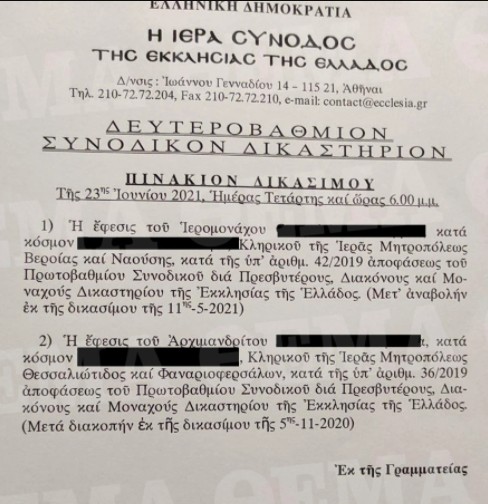 ΕΛΛΗΝΙΚΗ ΔΗΜΟΚΡΑΤΙΑ
Η ΙΕΡΑ СΥΝΟΔΟС
ΤΗС ΕΚΚΛΗСΙΑС ΤΗС ΕΛΛΑΔΟС
Δ/νσις : Ἰωάννου Γενναδίου 14 – 115 21, Ἀθῆναι
Τηλ. 210-72.72.204, Fax 210-72.72.210, e-mail: contact@ecclesia.gr
ΔΕΥΤΕΡΟΒΑΘΜΙΟΝ
ΣΥΝΟΔΙΚΟΝ ΔΙΚΑΣΤΗΡΙΟΝ
ΠΙΝΑΚΙΟΝ ΔΙΚΑΣΙΜΟΥ
Τῆς 23ης Ἰουνίου 2021, Ἡμέρας Τετάρτης καί ὥρας 6.00 μ.μ.
1) Ἡ ἔφεσις τοῦ Ἱερομονάχου κατά
κόσμον Κληρικοῦ τῆς Ἱερᾶς Μητροπόλεως
Βεροίας καί Ναούσης, κατά τῆς ὑπ' ἀριθμ. 42/2019 ἀποφάσεως τοῦ
Πρωτοβαθμίου Συνοδικοῦ διά Πρεσβυτέρους, Διακόνους καί Μο-
ναχούς Δικαστηρίου τῆς Ἐκκλησίας τῆς Ἑλλάδος. (Μετ' ἀναβολήν
ἐκ τῆς δικασίμου τῆς 11ης-5-2021)
2) Ἡ ἔφεσις τοῦ Ἀρχιμανδρίτου α, κατά
κόσμον , Κληρικοῦ τῆς Ἱερᾶς Μητροπόλεως
Θεσσαλιώτιδος καί Φαναριοφερσάλων, κατά τῆς ὑπ' ἀριθμ. 36/2019
ἀποφάσεως τοῦ Πρωτοβαθμίου Συνοδικοῦ διά Πρεσβυτέρους, Δια-
κόνους καί Μοναχούς Δικαστηρίου τῆς Ἐκκλησίας τῆς Ἑλλάδος.
(Μετά διακοπήν ἐκ τῆς δικασίμου τῆς 5ης-11-2020)
Ἐκ τῆς Γραμματείας